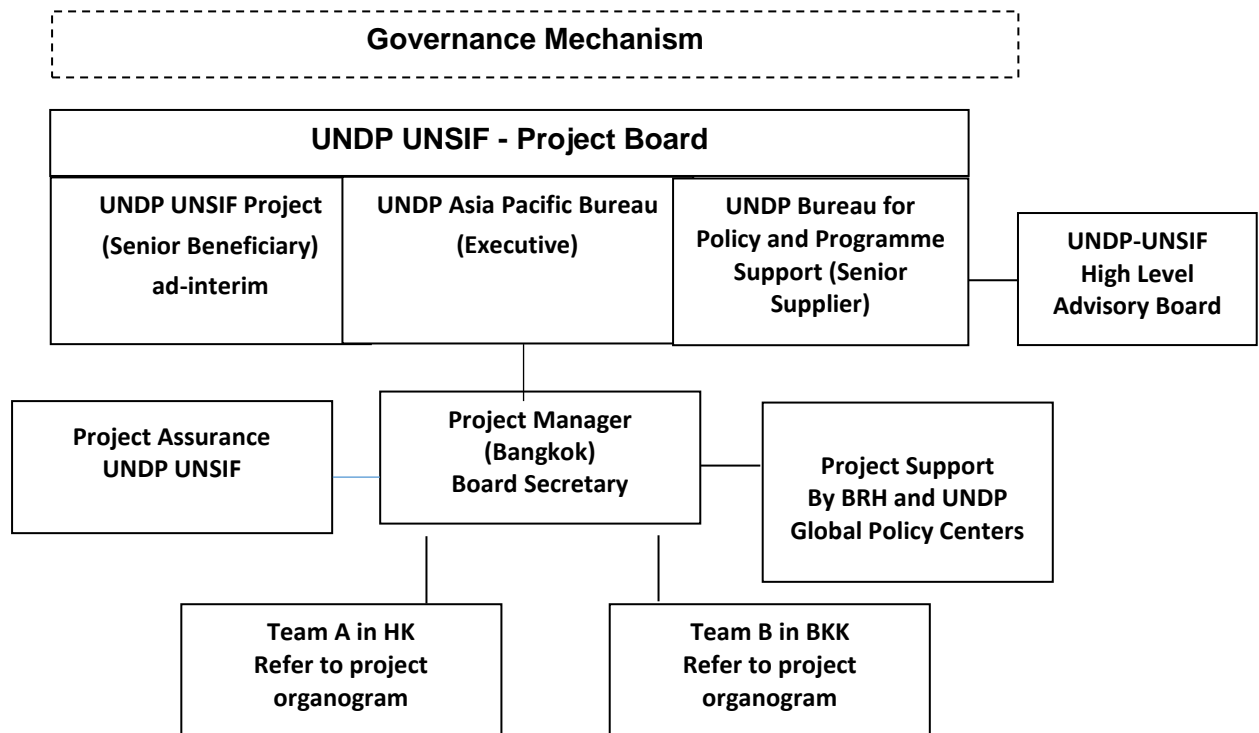 Governance Mechanism
UNDP UNSIF - Project Board
UNDP UNSIF Project
(Senior Beneficiary)
ad-interim
UNDP Asia Pacific Bureau
(Executive)
UNDP Bureau for
Policy and Programme
Support (Senior
Supplier)
UNDP-UNSIF
High Level
Advisory Board
Project Assurance
UNDP UNSIF
Project Manager
(Bangkok)
Board Secretary
Project Support
By BRH and UNDP
Global Policy Centers
Team A in HK
Refer to project
organogram
Team B in BKK
Refer to project
organogram